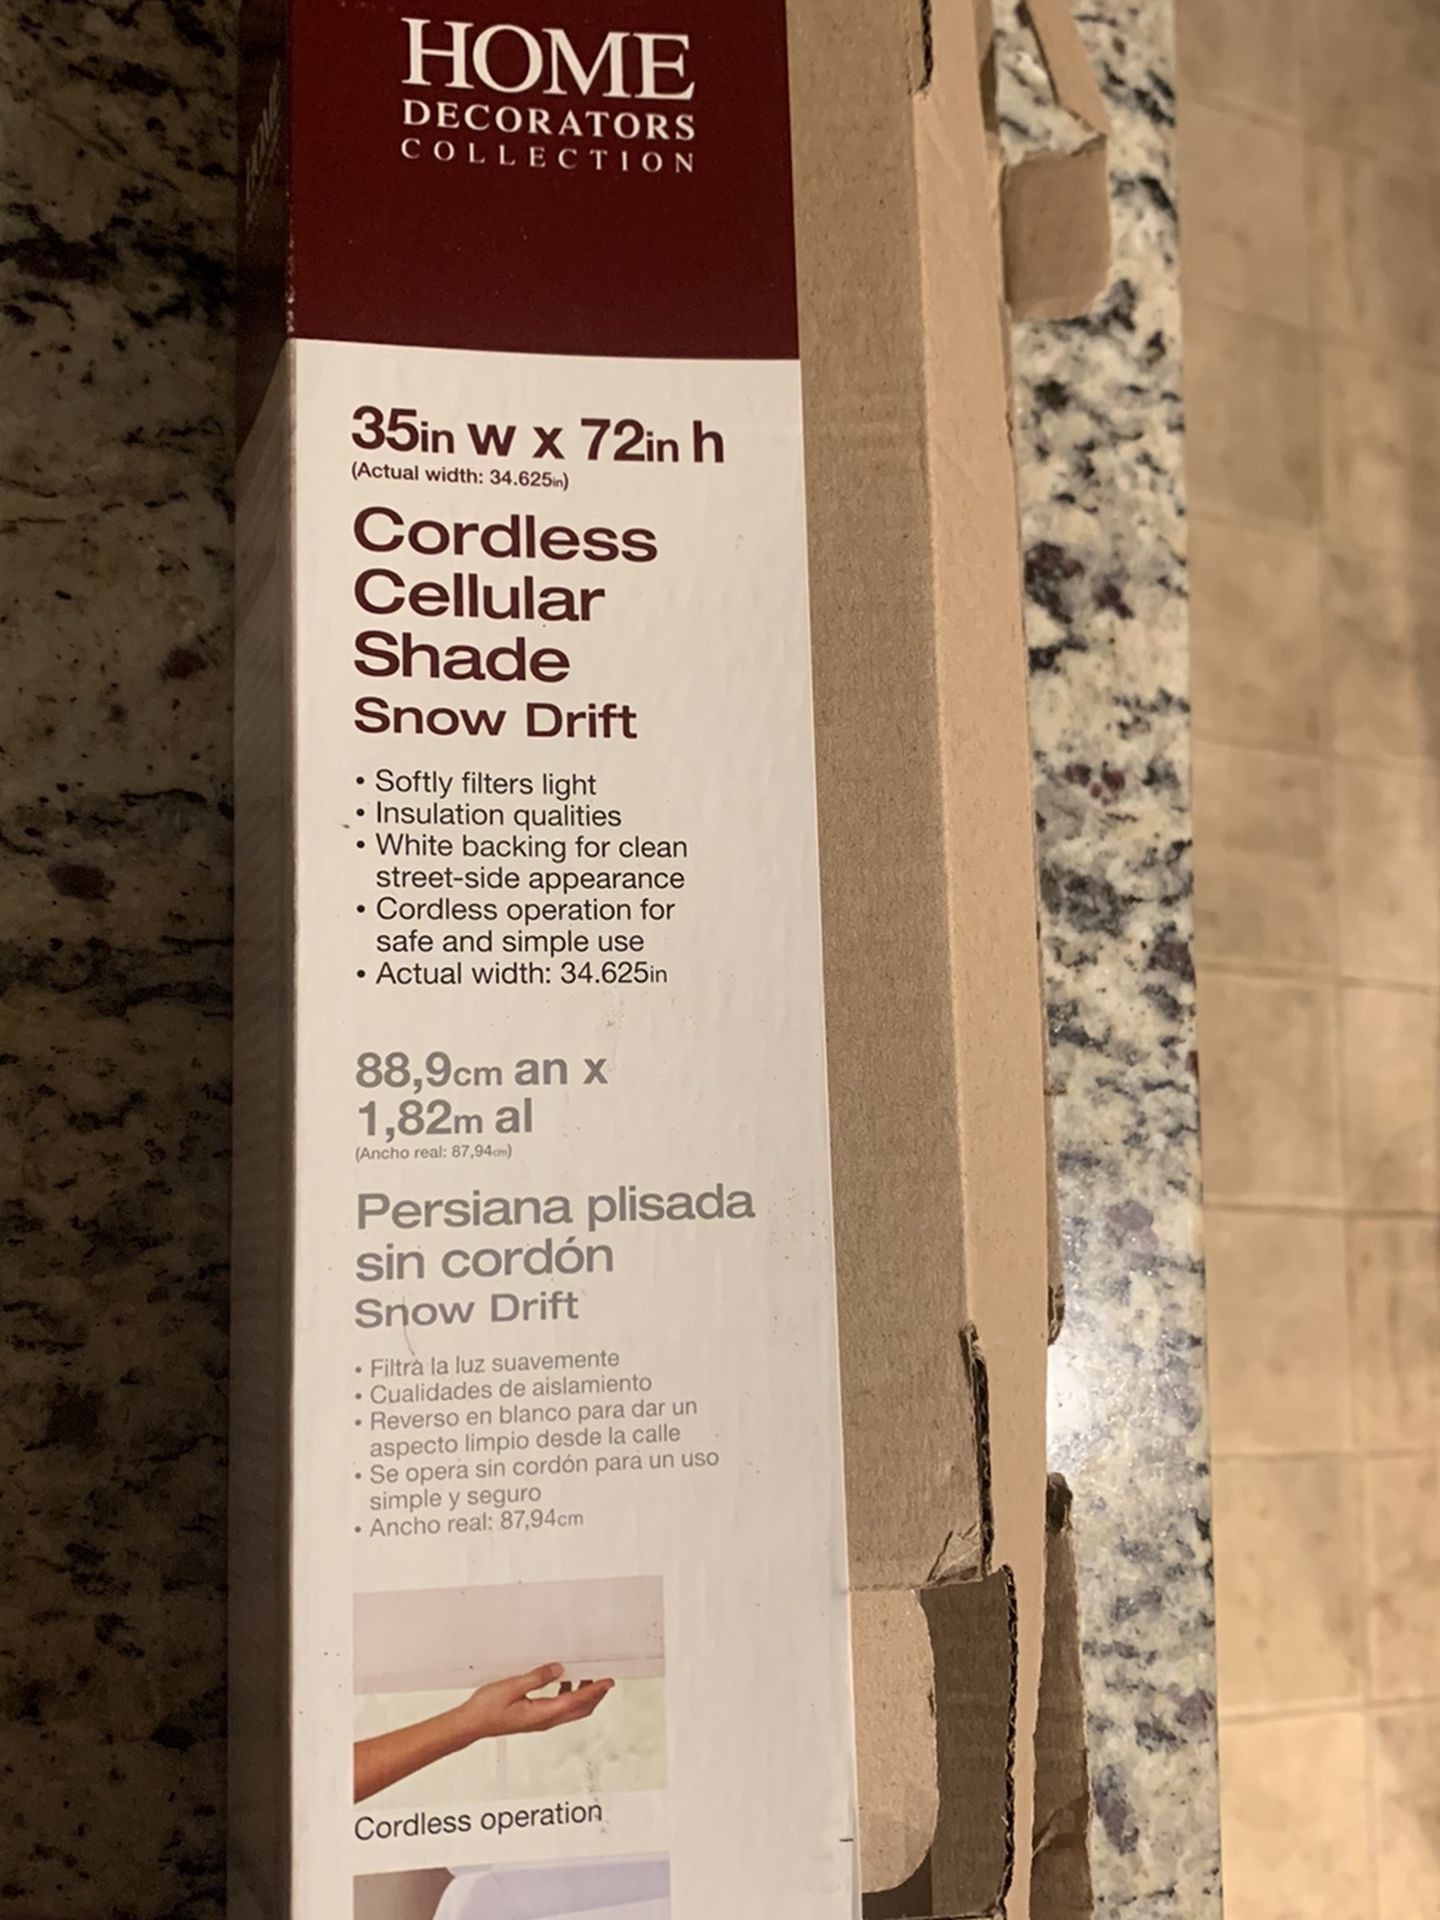 HOME
DECORATORS
COLLECTION
35in w x 72in h
(Actual width: 34.625in)
Cordless
Cellular
Shade
Snow Drift
• Softly filters light
• Insulation qualities
• White backing for clean
street-side appearance
• Cordless operation for
safe and simple use
• Actual width: 34.625in
88,9cm an x
1,82m al
(Ancho real: 87,94cm)
Persiana plisada
sin cordón
Snow Drift
• Filtra la luz suavemente
• Cualidades de aislamiento
• Reverso en blanco para dar un
aspecto limpio desde la calle
• Se opera sin cordón para un uso
simple y seguro
• Ancho real: 87,94cm
Cordless operation